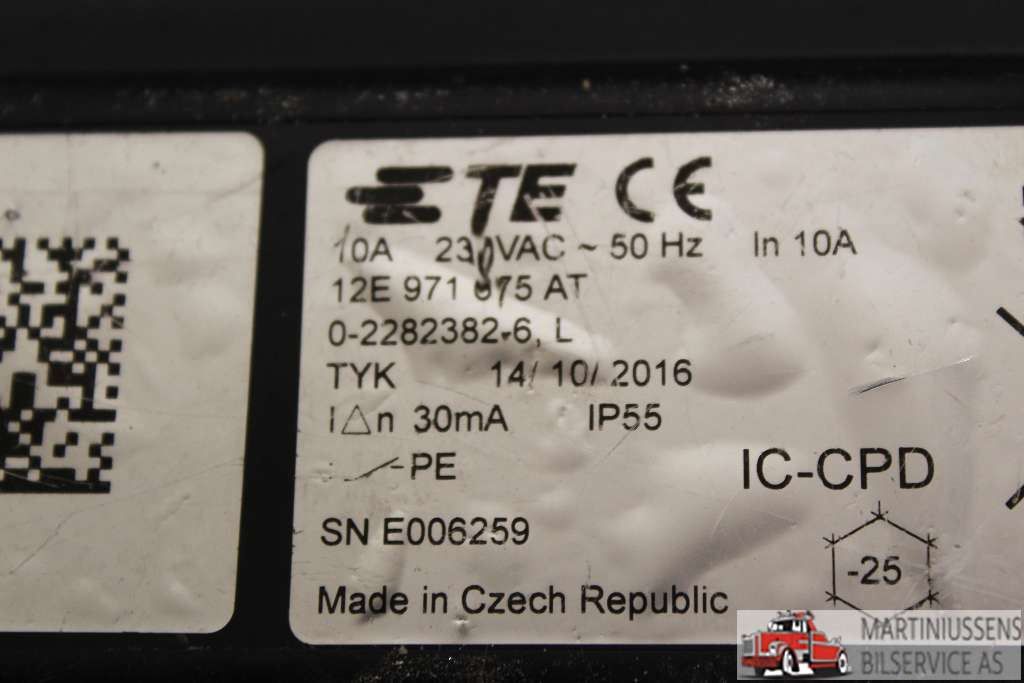 TE CE
10A 230VAC ~ 50 Hz In 10A
12E 971 675 AT
0-2282382-6, L
TYK 14/ 10/ 2016
I△n 30mA IP55
-PE
IC-CPD
SN E006259
-25
Made in Czech Republic
MARTINIUSSENS
BILSERVICE AS